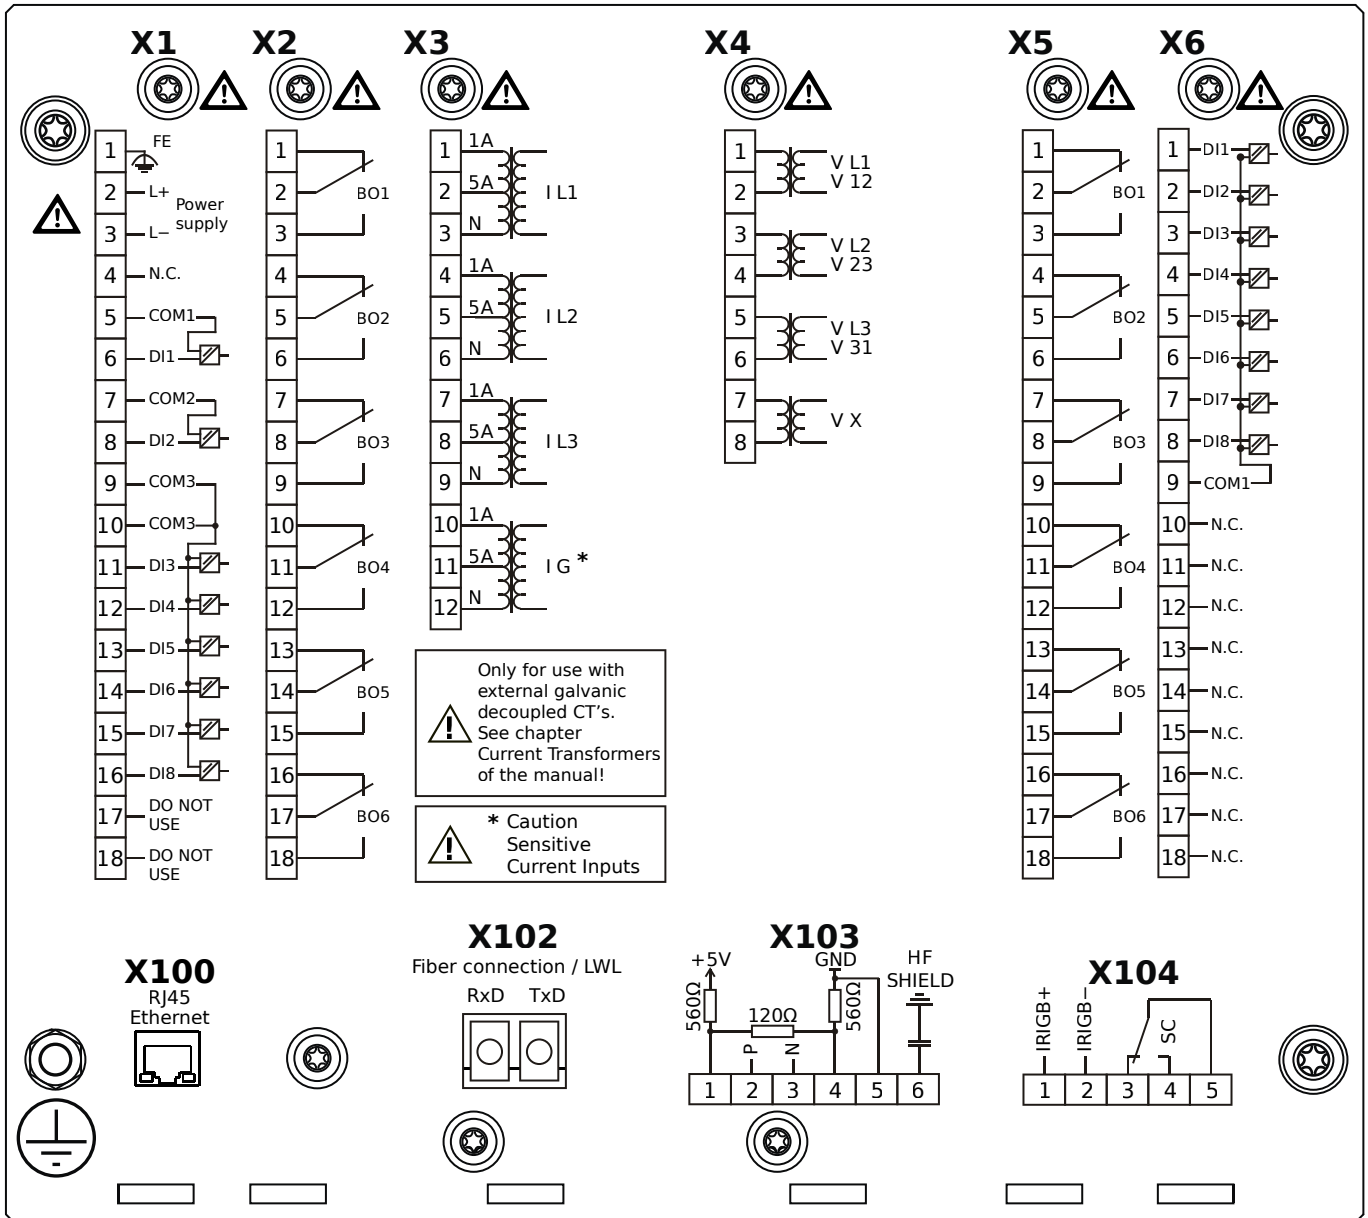 X1
X2
X3
X4
X5
X6
1 FE
2 L+
Power
supply
3 L−
4 N.C.
5 COM1
6 DI1
7 COM2
8 DI2
9 COM3
10 COM3
11 DI3
12 DI4
13 DI5
14 DI6
15 DI7
16 DI8
17 DO NOT
USE
18 DO NOT
USE
1
2 BO1
3
4
5 BO2
6
7
8 BO3
9
10
11 BO4
12
13
14 BO5
15
16
17 BO6
18
1 1A
2 5A I L1
3 N
4 1A
5 5A I L2
6 N
7 1A
8 5A I L3
9 N
10 1A
11 5A I G *
12 N
Only for use with
external galvanic
decoupled CT's.
See chapter
Current Transformers
of the manual!
* Caution
Sensitive
Current Inputs
1 V L1
2 V 12
3 V L2
4 V 23
5 V L3
6 V 31
7 V X
8
1
2 BO1
3
4
5 BO2
6
7
8 BO3
9
10
11 BO4
12
13
14 BO5
15
16
17 BO6
18
1 DI1
2 DI2
3 DI3
4 DI4
5 DI5
6 DI6
7 DI7
8 DI8
9 COM1
10 N.C.
11 N.C.
12 N.C.
13 N.C.
14 N.C.
15 N.C.
16 N.C.
17 N.C.
18 N.C.
X100
RJ45
Ethernet
X102
Fiber connection / LWL
RxD TxD
X103
+5V GND HF
SHIELD
560Ω 120Ω 560Ω
P N
1 2 3 4 5 6
X104
IRIGB+ IRIGB− SC
1 2 3 4 5